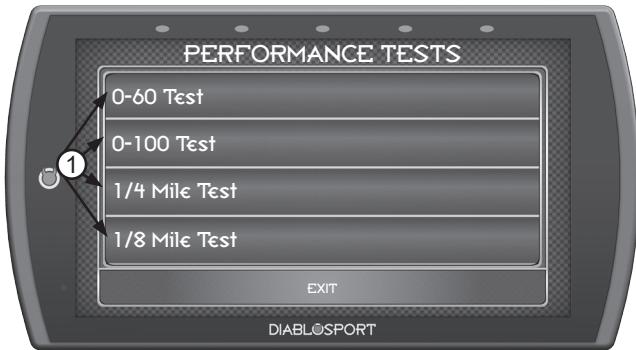 PERFORMANCE TESTS
0-60 Test
0-100 Test
1
1/4 Mile Test
1/8 Mile Test
EXIT
DIABLOSPORT